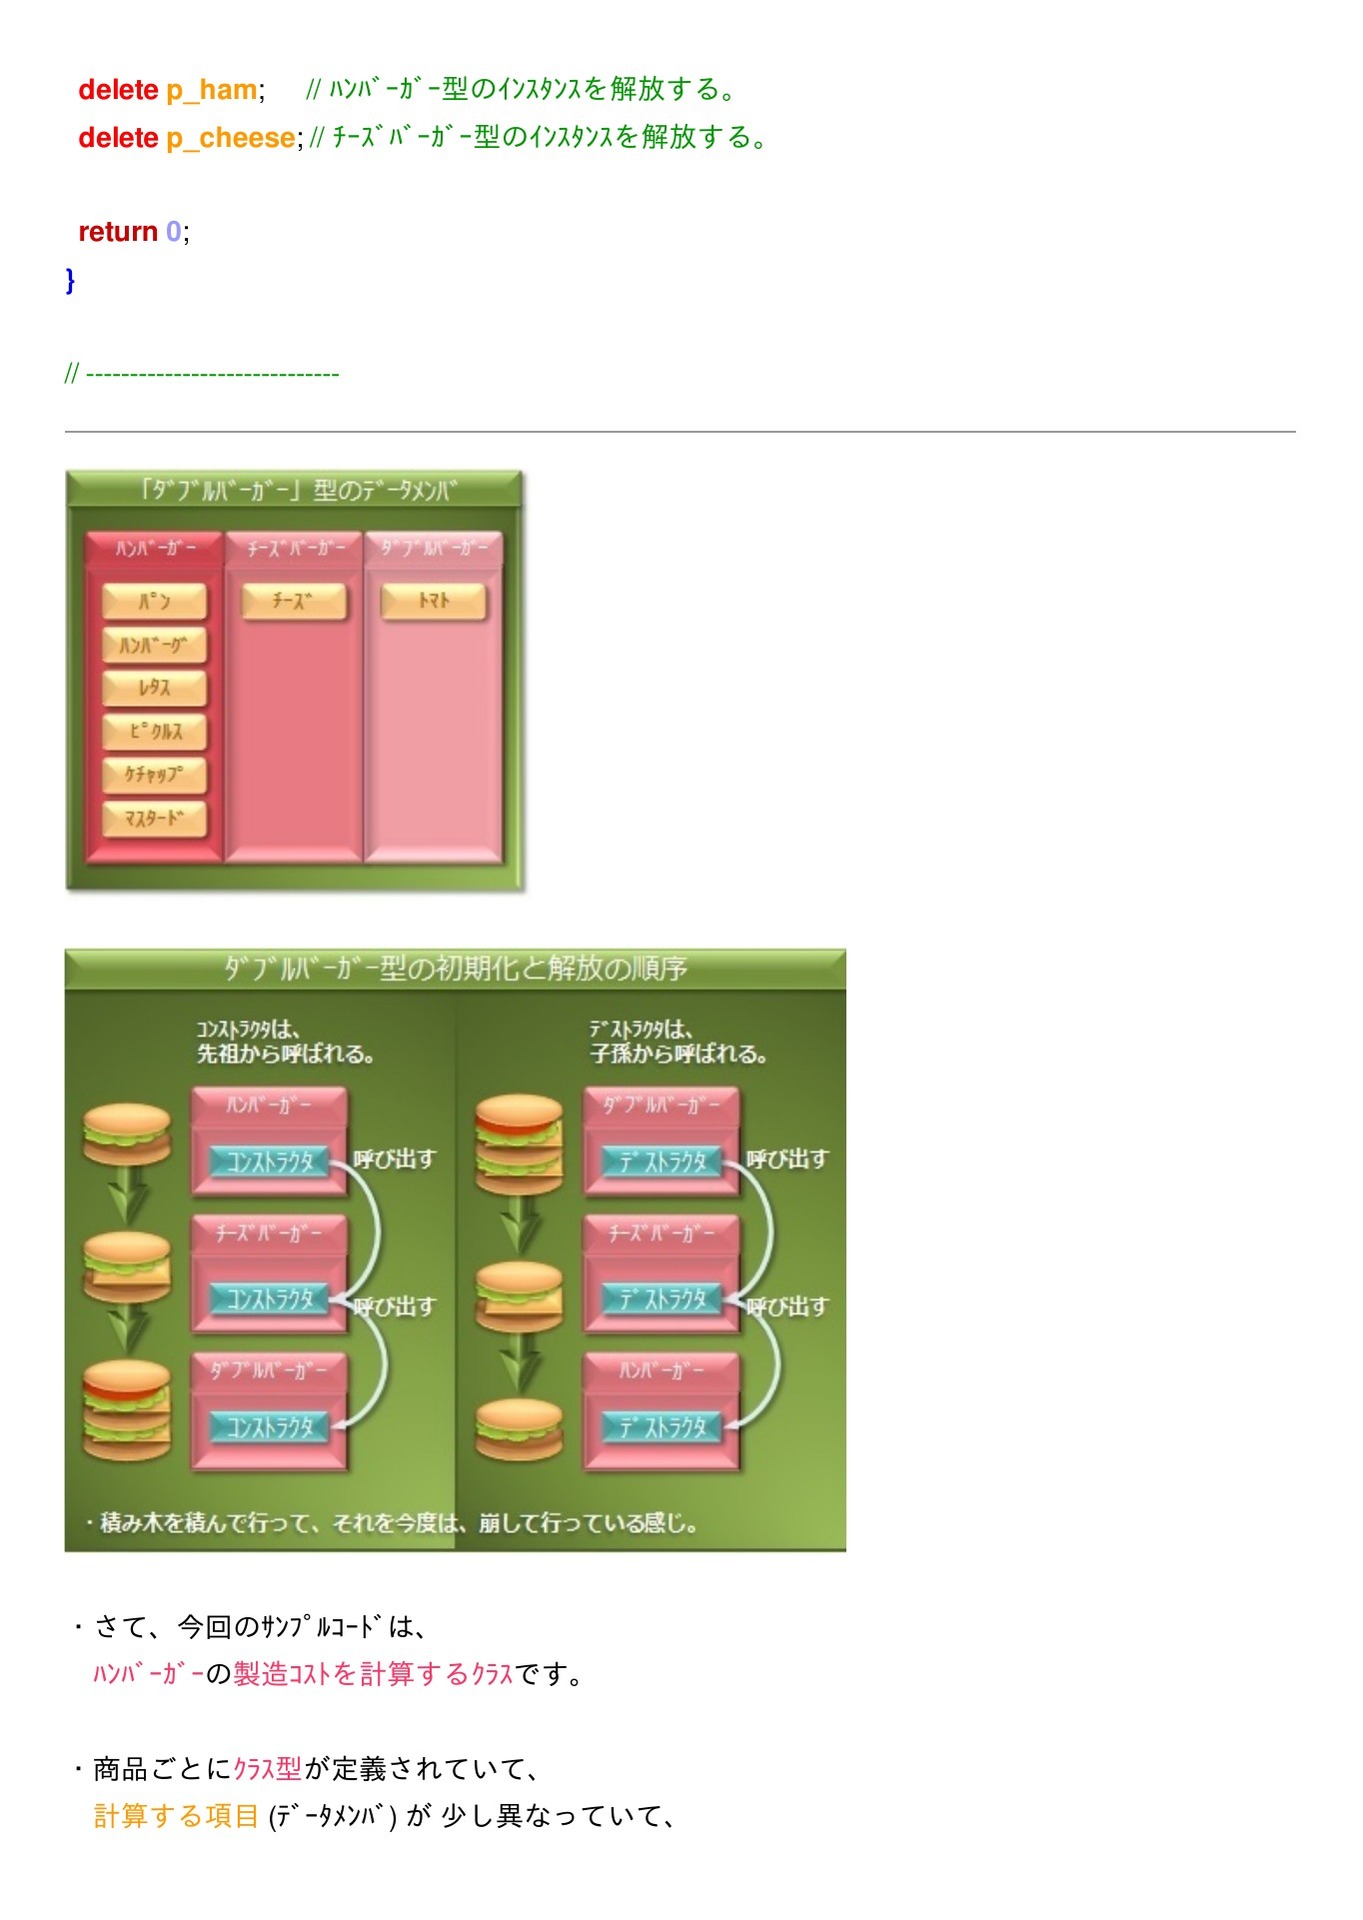 delete p_ham; // ﾊﾝﾊﾞｰｶﾞｰ型のｲﾝｽﾀﾝｽを解放する。
delete p_cheese; // ﾁｰｽﾞﾊﾞｰｶﾞｰ型のｲﾝｽﾀﾝｽを解放する。
return 0;
}
// -----------------------------
「ﾀﾞﾌﾞﾙﾊﾞｰｶﾞｰ」型のﾃﾞｰﾀﾒﾝﾊﾞ
ﾊﾝﾊﾞｰｶﾞｰ ﾁｰｽﾞﾊﾞｰｶﾞｰ ﾀﾞﾌﾞﾙﾊﾞｰｶﾞｰ
ﾊﾟﾝ ﾁｰｽﾞ ﾄﾏﾄ
ﾊﾝﾊﾞｰｸﾞ
ﾚﾀｽ
ﾋﾟｸﾙｽ
ｹﾁｬｯﾌﾟ
ﾏｽﾀｰﾄﾞ
ﾀﾞﾌﾞﾙﾊﾞｰｶﾞｰ型の初期化と解放の順序
ｺﾝｽﾄﾗｸﾀは、
先祖から呼ばれる。
ﾊﾝﾊﾞｰｶﾞｰ
ｺﾝｽﾄﾗｸﾀ 呼び出す
ﾁｰｽﾞﾊﾞｰｶﾞｰ
ｺﾝｽﾄﾗｸﾀ 呼び出す
ﾀﾞﾌﾞﾙﾊﾞｰｶﾞｰ
ｺﾝｽﾄﾗｸﾀ
ﾃﾞｽﾄﾗｸﾀは、
子孫から呼ばれる。
ﾀﾞﾌﾞﾙﾊﾞｰｶﾞｰ
ﾃﾞｽﾄﾗｸﾀ 呼び出す
ﾁｰｽﾞﾊﾞｰｶﾞｰ
ﾃﾞｽﾄﾗｸﾀ 呼び出す
ﾊﾝﾊﾞｰｶﾞｰ
ﾃﾞｽﾄﾗｸﾀ
・積み木を積んで行って、それを今度は、崩して行っている感じ。
・さて、今回のｻﾝﾌﾟﾙｺｰﾄﾞは、
ﾊﾝﾊﾞｰｶﾞｰの製造ｺｽﾄを計算するｸﾗｽです。
・商品ごとにｸﾗｽ型が定義されていて、
計算する項目 (ﾃﾞｰﾀﾒﾝﾊﾞ) が 少し異なっていて、